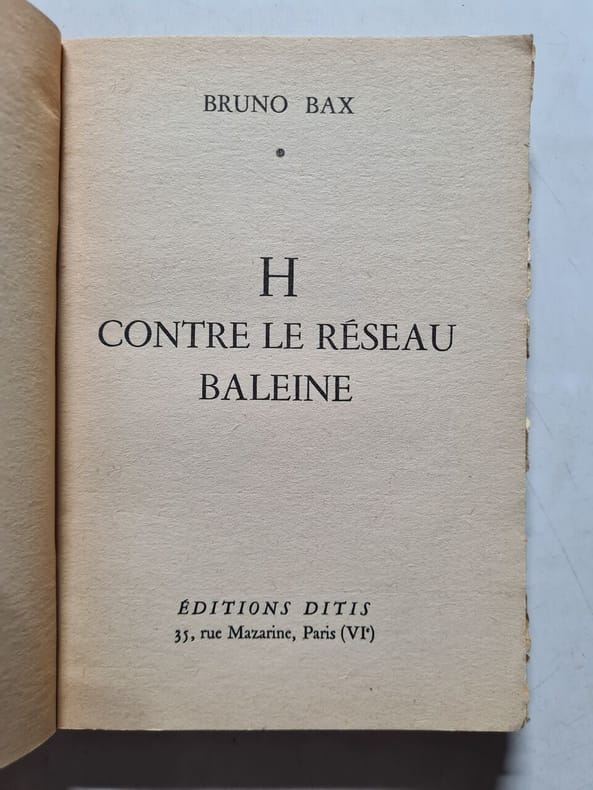 BRUNO BAX
H
CONTRE LE RÉSEAU
BALEINE
ÉDITIONS DITIS
35, rue Mazarine, Paris (VIᵉ)